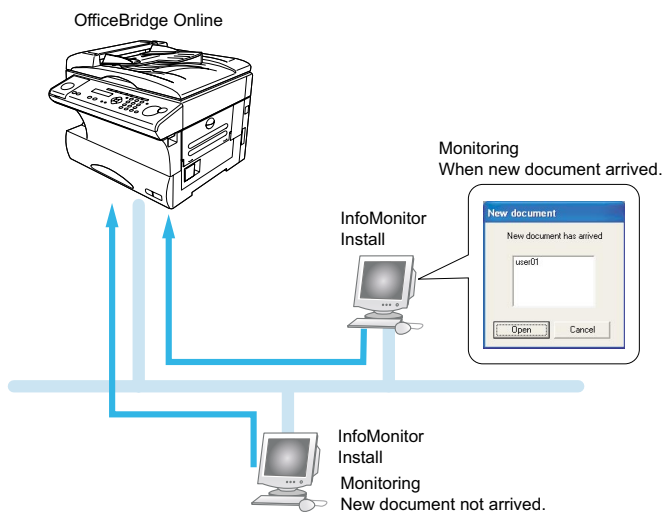 OfficeBridge Online
Monitoring
When new document arrived.
InfoMonitor
Install
New document
New document has arrived
user01
Open
Cancel
InfoMonitor
Install
Monitoring
New document not arrived.